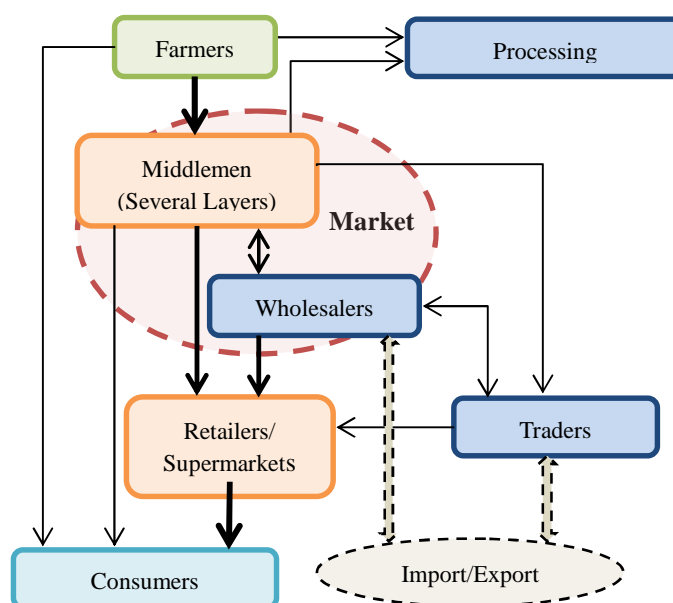 Farmers
Processing
Middlemen
(Several Layers)
Market
Wholesalers
Retailers/
Supermarkets
Traders
Consumers
Import/Export